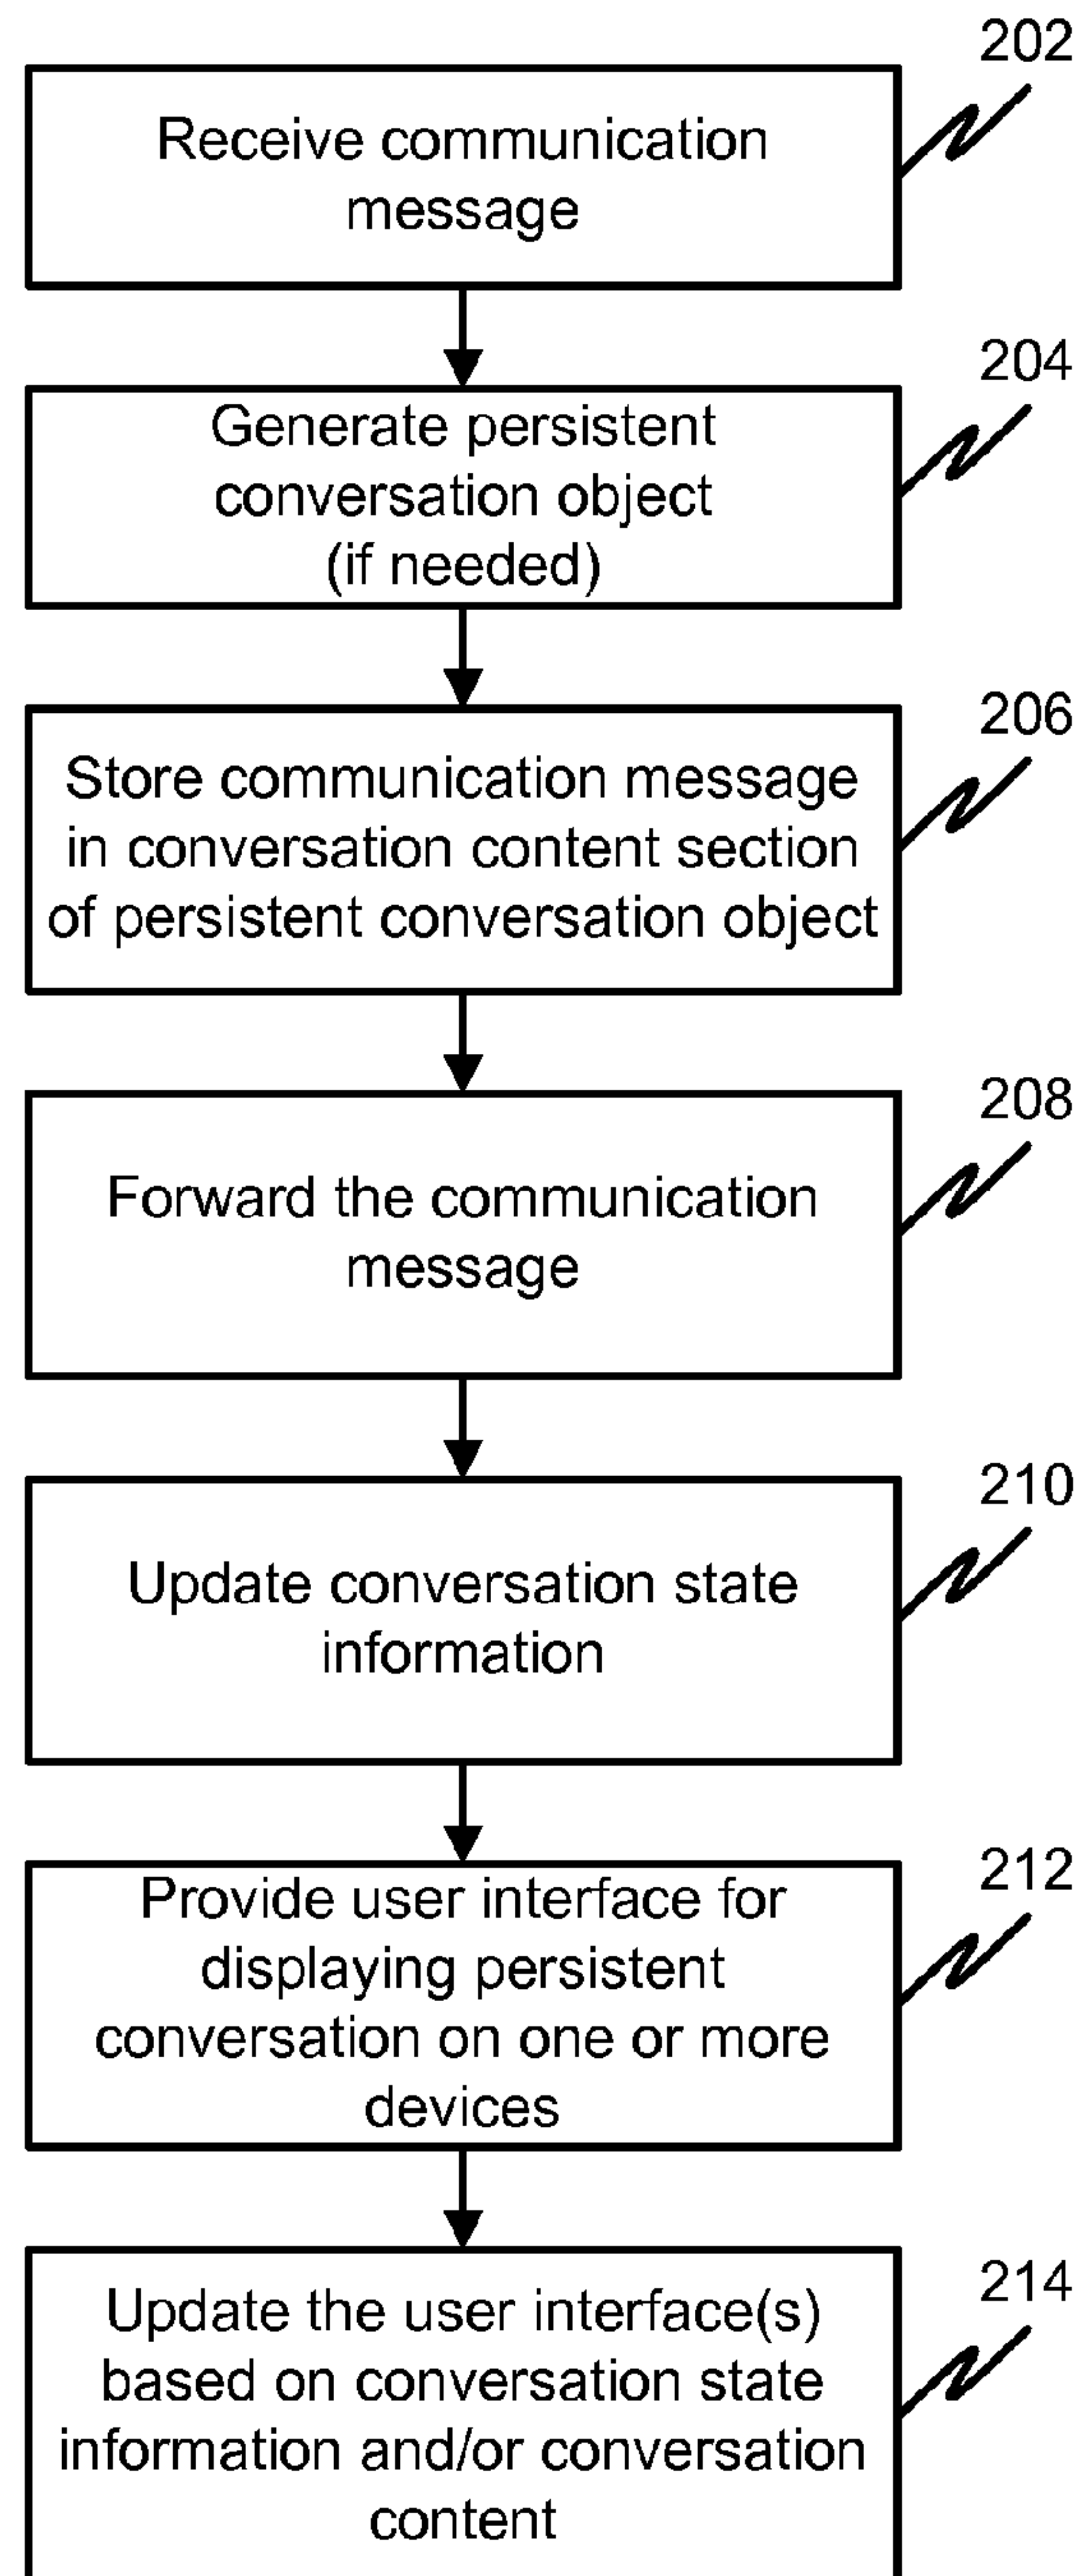 202
Receive communication
message
204
Generate persistent
conversation object
(if needed)
206
Store communication message
in conversation content section
of persistent conversation object
208
Forward the communication
message
210
Update conversation state
information
212
Provide user interface for
displaying persistent
conversation on one or more
devices
214
Update the user interface(s)
based on conversation state
information and/or conversation
content